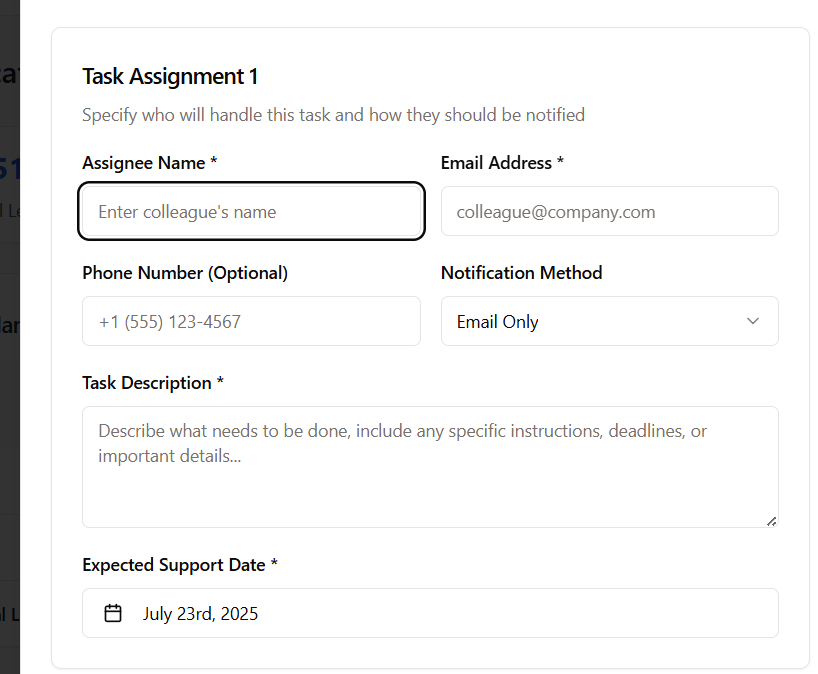 Task Assignment 1
Specify who will handle this task and how they should be notified
Assignee Name *
Email Address *
Enter colleague's name
colleague@company.com
Phone Number (Optional)
Notification Method
+1 (555) 123-4567
Email Only
Task Description *
Describe what needs to be done, include any specific instructions, deadlines, or
important details...
Expected Support Date *
July 23rd, 2025